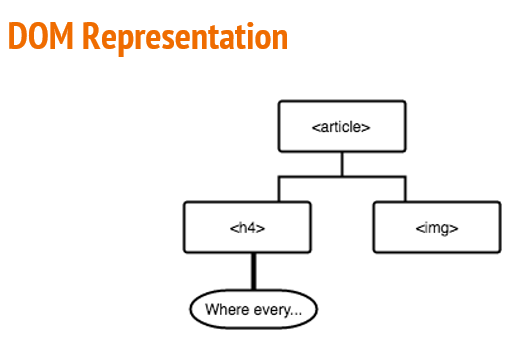 DOM Representation
<article>
<h4>
<img>
Where every...